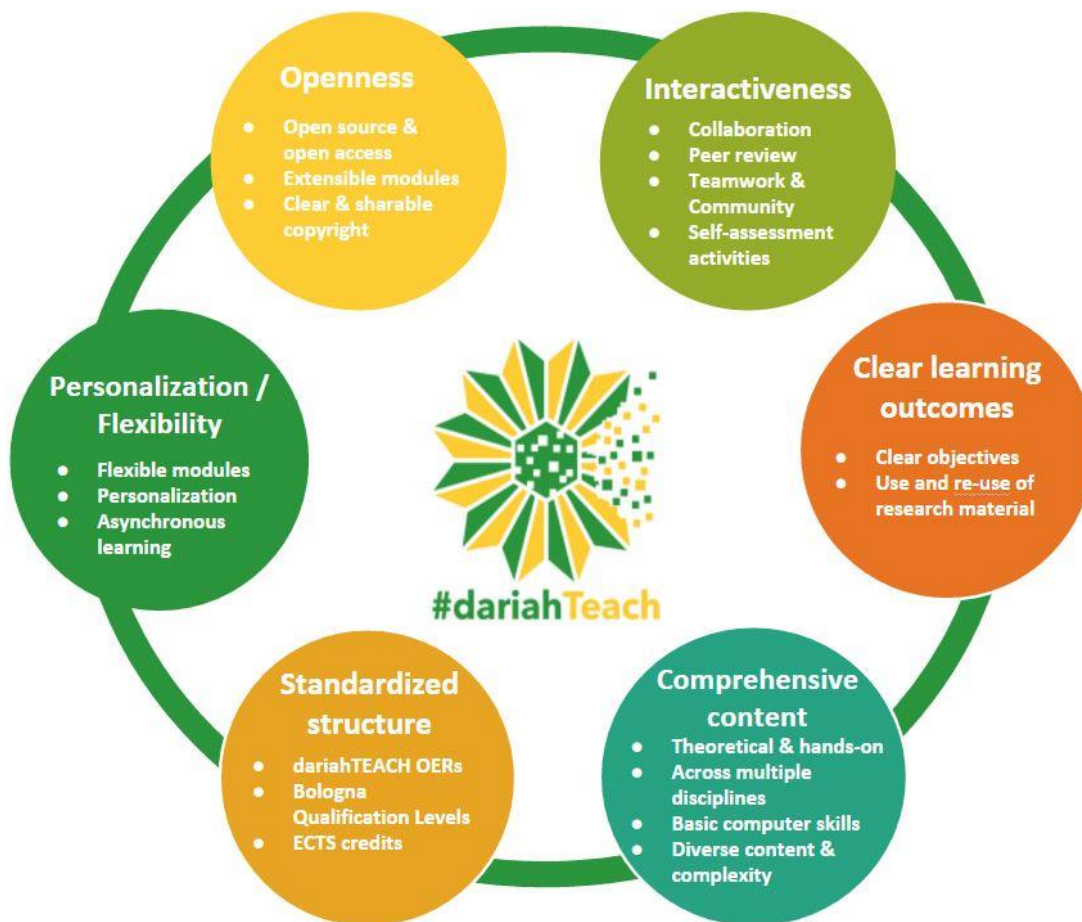 Openness
● Open source &
open access
● Extensible modules
● Clear & sharable
copyright
Interactiveness
● Collaboration
● Peer review
● Teamwork &
Community
● Self-assessment
activities
Clear learning
outcomes
● Clear objectives
● Use and re-use of
research material
Comprehensive
content
● Theoretical & hands-on
● Across multiple
disciplines
● Basic computer skills
● Diverse content &
complexity
Standardized
structure
● dariahTEACH OERs
● Bologna
Qualification Levels
● ECTS credits
Personalization /
Flexibility
● Flexible modules
● Personalization
● Asynchronous
learning
#dariahTeach